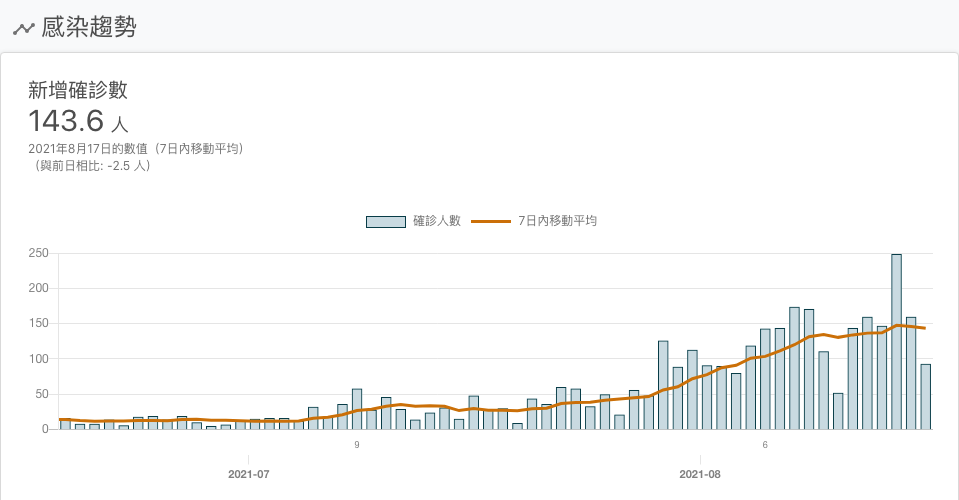 感染趨勢
新增確診數
143.6 人
2021年8月17日的數值（7日內移動平均）
（與前日相比: -2.5 人）
確診人數 7日內移動平均
250
200
150
100
50
0
9 6
2021-07 2021-08